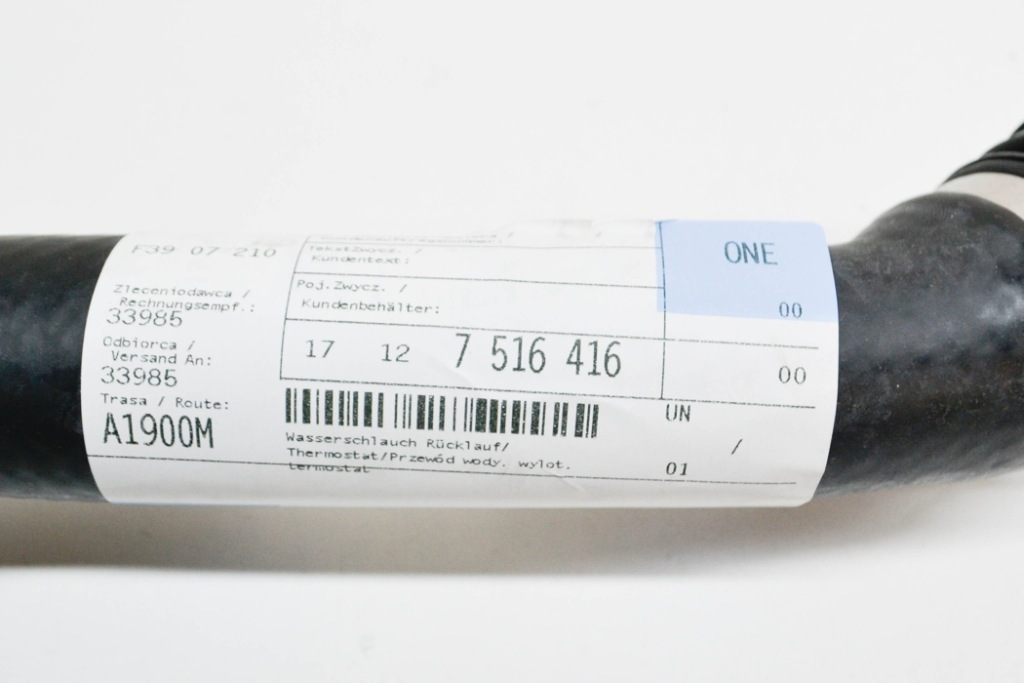 F39 07 210
Zleceniodawca /
Rechnungsempf.:
33985
Odbiorca /
Versand An:
33985
Trasa / Route:
A1900M
TekstZwycz. /
Kundentext:
Poj.Zwycz. /
Kundenbehälter:
17 12 7 516 416
Wasserschlauch Rücklauf/
Thermostat/Przewód wody. wylot.
termostat
ONE
00
00
UN
/
01